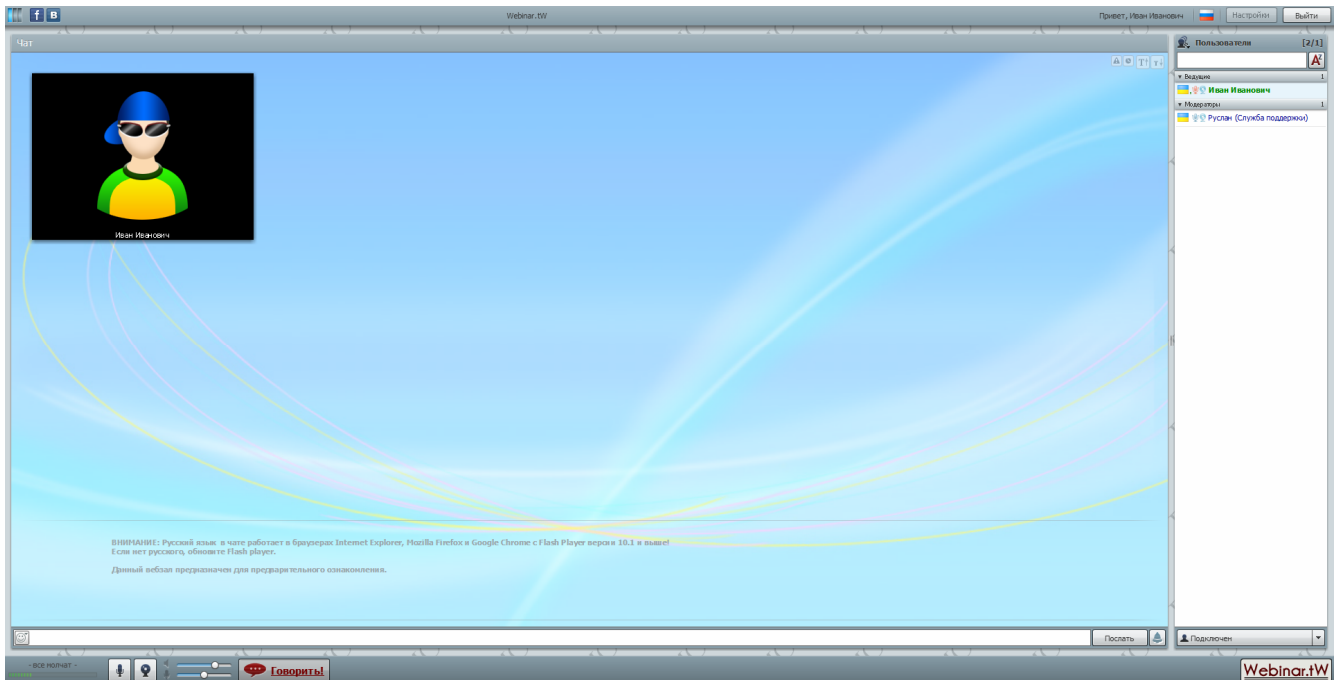 f B
Webinar.tW
Привет, Иван Иванович
Настройки
Выйти
Чат
Пользователи [2/1]
Ведущие 1
Иван Иванович
Модераторы 1
Руслан (Служба поддержки)
Иван Иванович
ВНИМАНИЕ: Русский язык в чате работает в браузерах Internet Explorer, Mozilla Firefox и Google Chrome с Flash Player версии 10.1 и выше!
Если нет русского, обновите Flash player.
Данный вебзал предназначен для предварительного ознакомления.
Послать
Подключен
- все молчат -
Говорить!
Webinar.tW